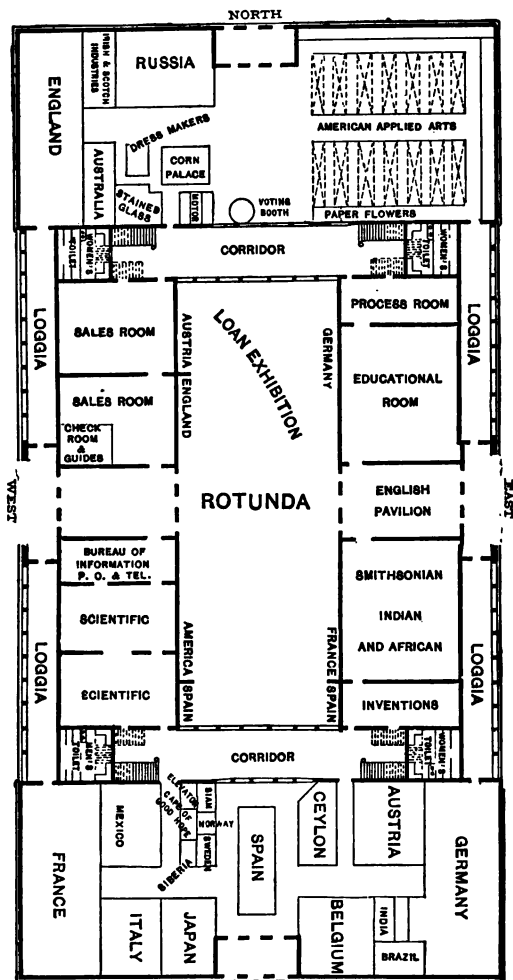 NORTH
ENGLAND
IRISH & SCOTCH
INDUSTRIES
RUSSIA
AMERICAN APPLIED ARTS
DRESS MAKERS
CORN
PALACE
AUSTRALIA
STAINED
GLASS
MOTOR
VOTING
BOOTH
PAPER FLOWERS
WOMEN'S
TOILET
CORRIDOR
WOMEN'S
TOILET
LOGGIA
SALES ROOM
AUSTRIA
LOAN EXHIBITION
GERMANY
PROCESS ROOM
LOGGIA
SALES ROOM
ENGLAND
EDUCATIONAL
ROOM
CHECK
ROOM
&
GUIDES
WEST
ROTUNDA
ENGLISH
PAVILION
EAST
BUREAU OF
INFORMATION
P. O. & TEL.
SMITHSONIAN
INDIAN
AND AFRICAN
SCIENTIFIC
AMERICA
FRANCE
LOGGIA
SCIENTIFIC
SPAIN
SPAIN
INVENTIONS
LOGGIA
MEN'S
TOILET
CORRIDOR
WOMEN'S
TOILET
FRANCE
MEXICO
ELEVATOR
CAPE OF
GOOD HOPE
SIAM
NORWAY
SWEDEN
SIBERIA
SPAIN
CEYLON
AUSTRIA
GERMANY
ITALY
JAPAN
BELGIUM
INDIA
BRAZIL